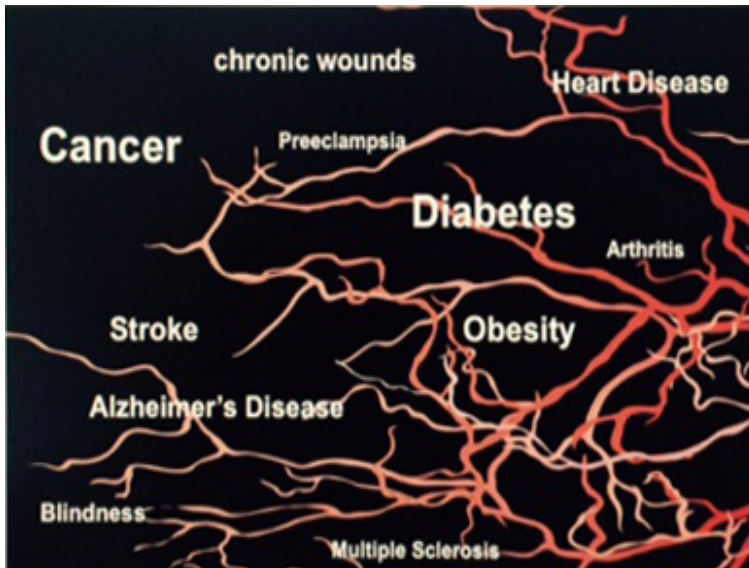 chronic wounds
Heart Disease
Cancer
Preeclampsia
Diabetes
Arthritis
Stroke
Obesity
Alzheimer's Disease
Blindness
Multiple Sclerosis